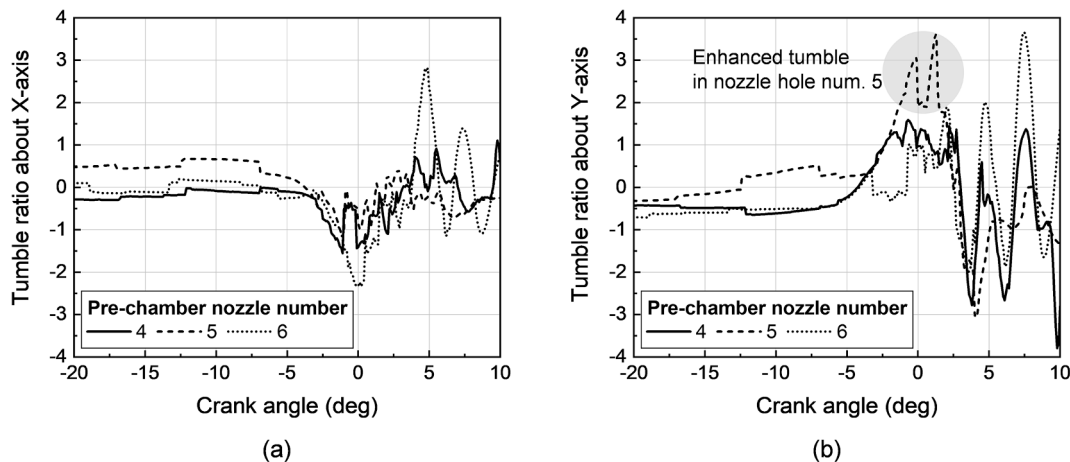 Tumble ratio about X-axis
4
3
2
1
0
-1
-2
-3
-4
Pre-chamber nozzle number
4 5 6
-20 -15 -10 -5 0 5 10
Crank angle (deg)
(a)
Tumble ratio about Y-axis
4
3
2
1
0
-1
-2
-3
-4
Enhanced tumble
in nozzle hole num. 5
Pre-chamber nozzle number
4 5 6
-20 -15 -10 -5 0 5 10
Crank angle (deg)
(b)